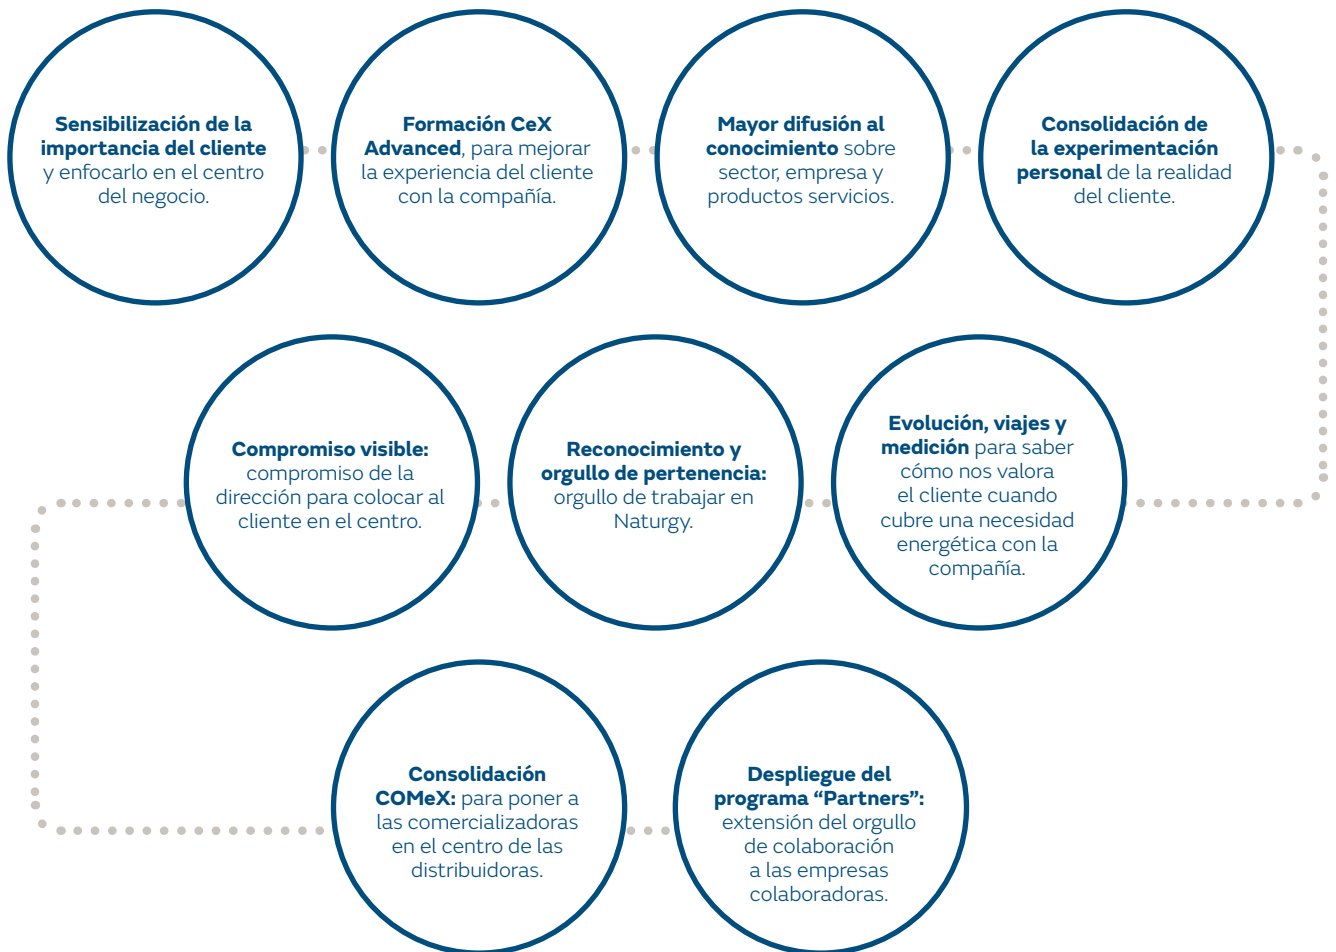 Sensibilización de la
importancia del cliente
y enfocarlo en el centro
del negocio.
Formación CeX
Advanced, para mejorar
la experiencia del cliente
con la compañía.
Mayor difusión al
conocimiento sobre
sector, empresa y
productos servicios.
Consolidación de
la experimentación
personal de la realidad
del cliente.
Evolución, viajes y
medición para saber
cómo nos valora
el cliente cuando
cubre una necesidad
energética con la
compañía.
Reconocimiento y
orgullo de pertenencia:
orgullo de trabajar en
Naturgy.
Compromiso visible:
compromiso de la
dirección para colocar al
cliente en el centro.
Consolidación
COMeX: para poner a
las comercializadoras
en el centro de las
distribuidoras.
Despliegue del
programa “Partners”:
extensión del orgullo
de colaboración
a las empresas
colaboradoras.